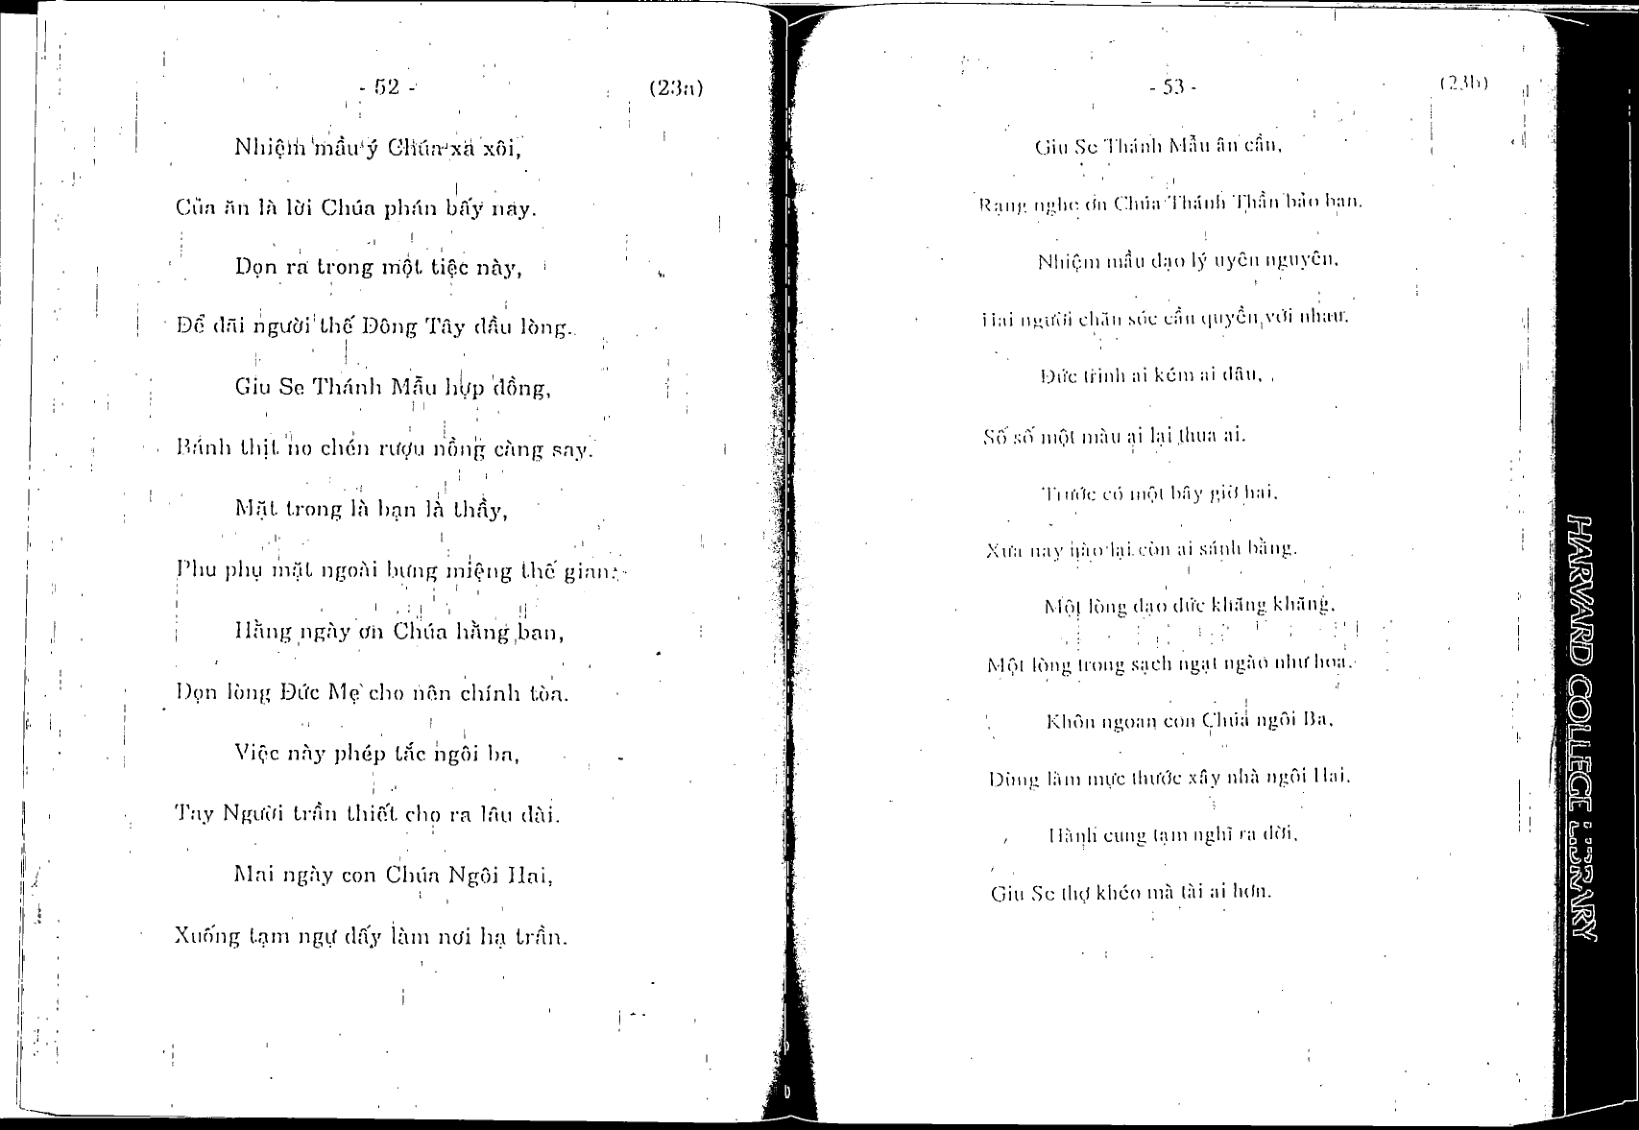 - 52 - (23a)
Nhiệm mầu ý Chúa xa xôi,
Của ăn là lời Chúa phán bấy nay.
Dọn ra trong một tiệc này,
Để đãi người thế Đông Tây đầu lòng.
Giu Se Thánh Mẫu hợp đồng,
Bánh thịt no chén rượu nồng càng say.
Mặt trong là bạn là thầy,
Phu phụ mặt ngoài bưng miệng thế gian.
Hằng ngày ơn Chúa hằng ban,
Dọn lòng Đức Mẹ cho nên chính tòa.
Việc này phép tắc ngôi ba,
Tay Người trần thiết cho ra lâu dài.
Mai ngày con Chúa Ngôi Hai,
Xuống tạm ngự đấy làm nơi hạ trần.
- 53 - (23b)
Giu Se Thánh Mẫu ân cần,
Rạng nghe ơn Chúa Thánh Thần bảo ban.
Nhiệm mầu đạo lý uyên nguyên,
Hai người chăn sóc cầu quyền với nhau.
Đức trinh ai kém ai đâu,
Số số một màu ai lại thua ai.
Trước có một bây giờ hai,
Xưa nay nào lại còn ai sánh bằng.
Một lòng đạo đức khăng khăng,
Một lòng trong sạch ngạt ngào như hoa.
Khôn ngoan con Chúa ngôi Ba,
Dùng làm mực thước xây nhà ngôi Hai.
Hành cung tạm nghỉ ra đời,
Giu Se thợ khéo mà tài ai hơn.
HARVARD COLLEGE LIBRARY